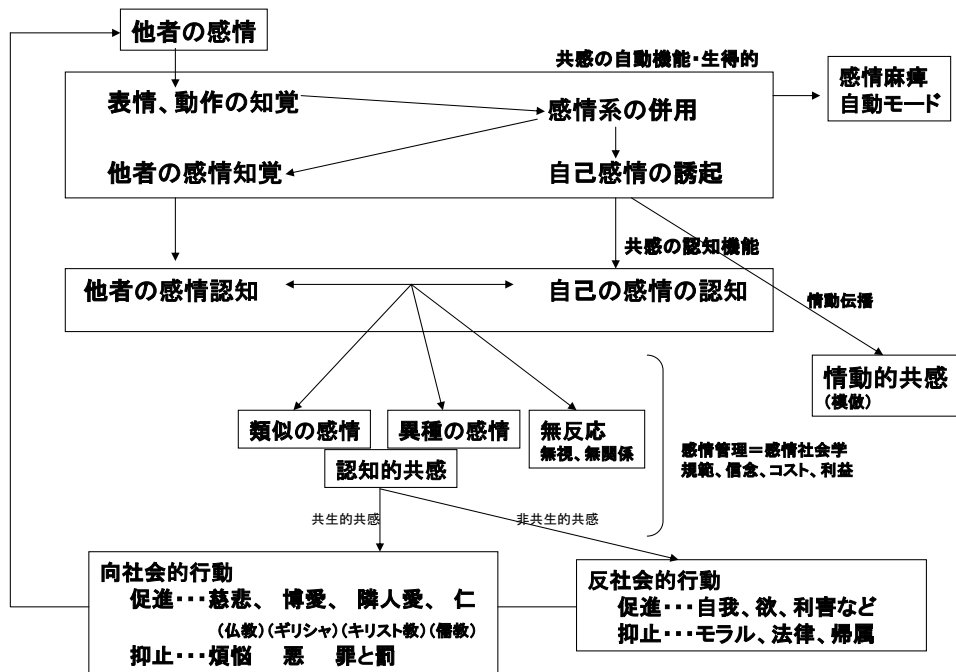 他者の感情
共感の自動機能・生得的
感情麻痺
自動モード
表情、動作の知覚
感情系の併用
他者の感情知覚
自己感情の誘起
共感の認知機能
他者の感情認知
自己の感情の認知
情動伝播
情動的共感
(模倣)
類似の感情
異種の感情
無反応
無視、無関係
認知的共感
感情管理=感情社会学
規範、信念、コスト、利益
共生的共感
非共生的共感
向社会的行動
促進・・・慈悲、 博愛、 隣人愛、 仁
(仏教)(ギリシャ)(キリスト教)(儒教)
抑止・・・煩悩 悪 罪と罰
反社会的行動
促進・・・自我、欲、利害など
抑止・・・モラル、法律、帰属